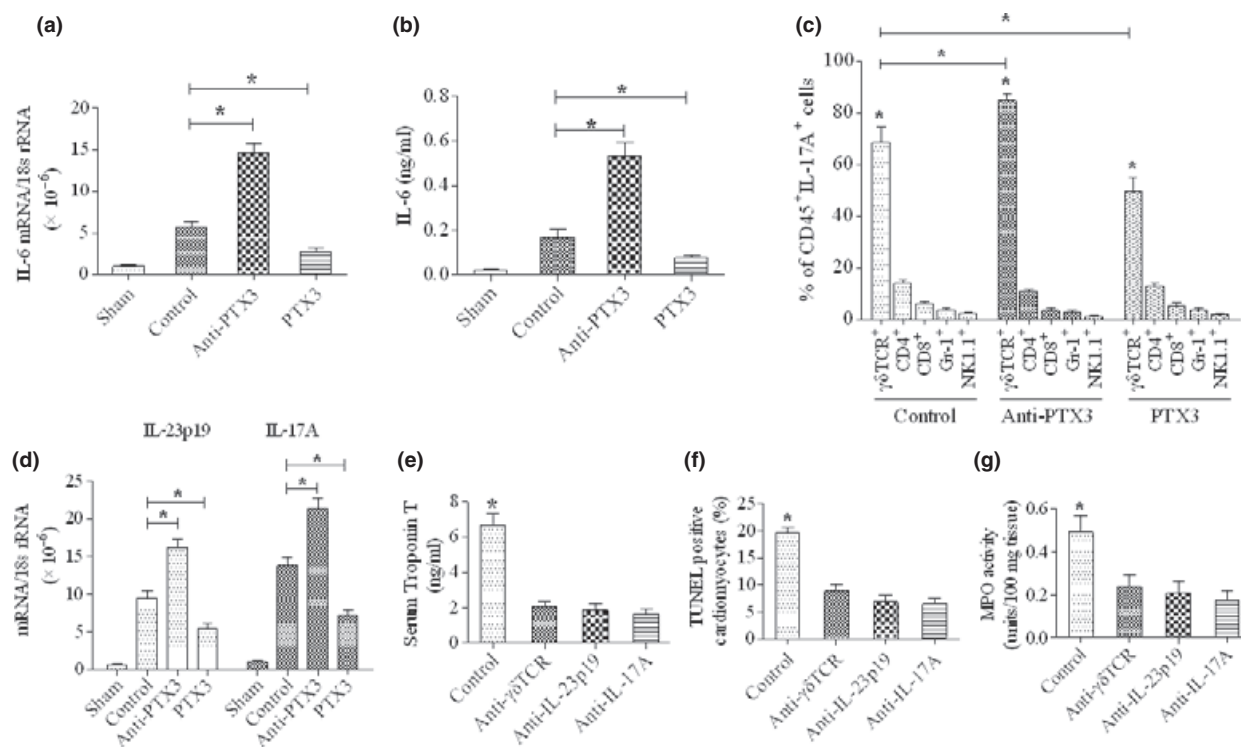 (a)
IL-6 mRNA/18s rRNA
(× 10⁻⁶)
20
15
10
5
0
*
*
Sham
Control
Anti-PTX3
PTX3
(b)
IL-6 (ng/ml)
0.8
0.6
0.4
0.2
0.0
*
*
Sham
Control
Anti-PTX3
PTX3
(c)
% of CD45⁺IL-17A⁺ cells
100
80
60
40
20
0
*
*
*
*
*
γδTCR⁺
CD4⁺
CD8⁺
Gr-1⁺
NK1.1⁺
γδTCR⁺
CD4⁺
CD8⁺
Gr-1⁺
NK1.1⁺
γδTCR⁺
CD4⁺
CD8⁺
Gr-1⁺
NK1.1⁺
Control
Anti-PTX3
PTX3
(d)
IL-23p19
IL-17A
mRNA/18s rRNA
(× 10⁻⁶)
25
20
15
10
5
0
*
*
*
*
Sham
Control
Anti-PTX3
PTX3
Sham
Control
Anti-PTX3
PTX3
(e)
Serum Troponin T
(ng/ml)
8
6
4
2
0
*
Control
Anti-γδTCR
Anti-IL-23p19
Anti-IL-17A
(f)
TUNEL positive
cardiomyocytes (%)
25
20
15
10
5
0
*
Control
Anti-γδTCR
Anti-IL-23p19
Anti-IL-17A
(g)
MPO activity
(units/100 mg tissue)
0.6
0.4
0.2
0.0
*
Control
Anti-γδTCR
Anti-IL-23p19
Anti-IL-17A